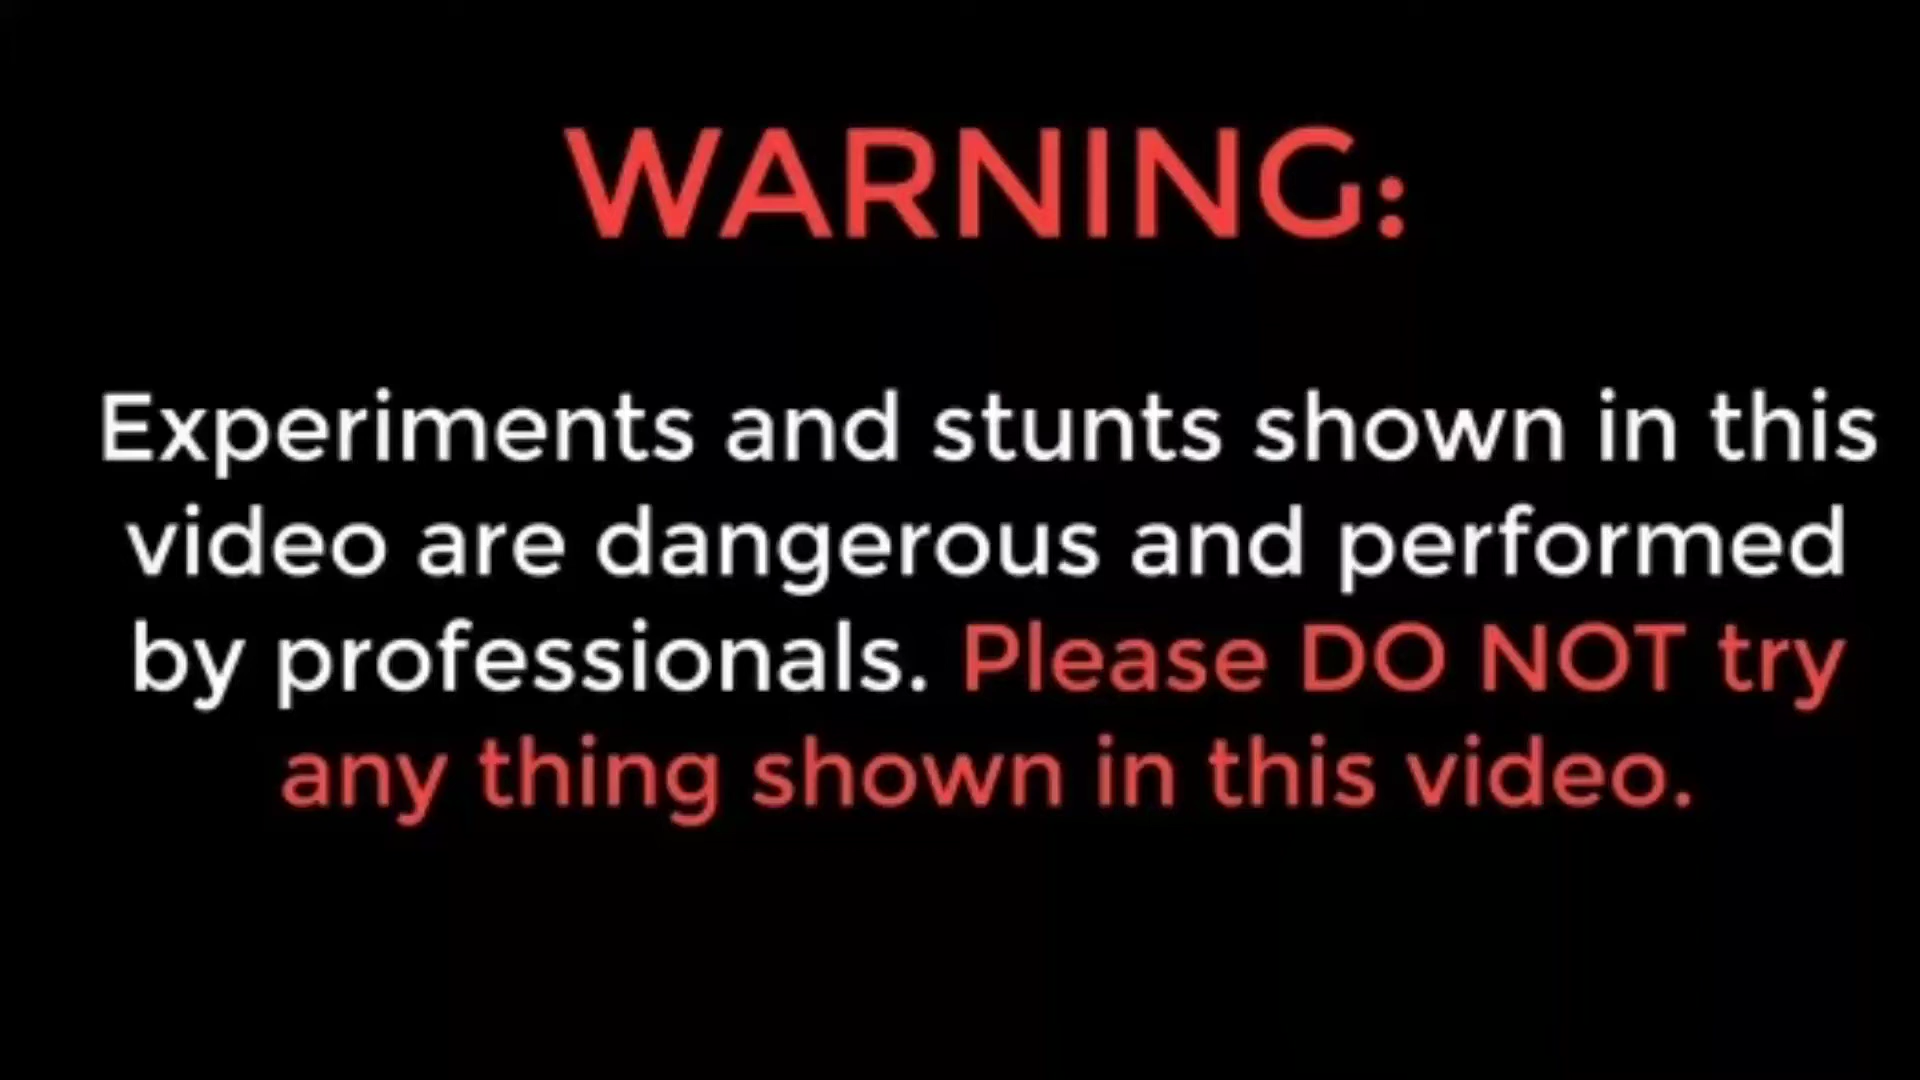 WARNING:
Experiments and stunts shown in this
video are dangerous and performed
by professionals. Please DO NOT try
any thing shown in this video.